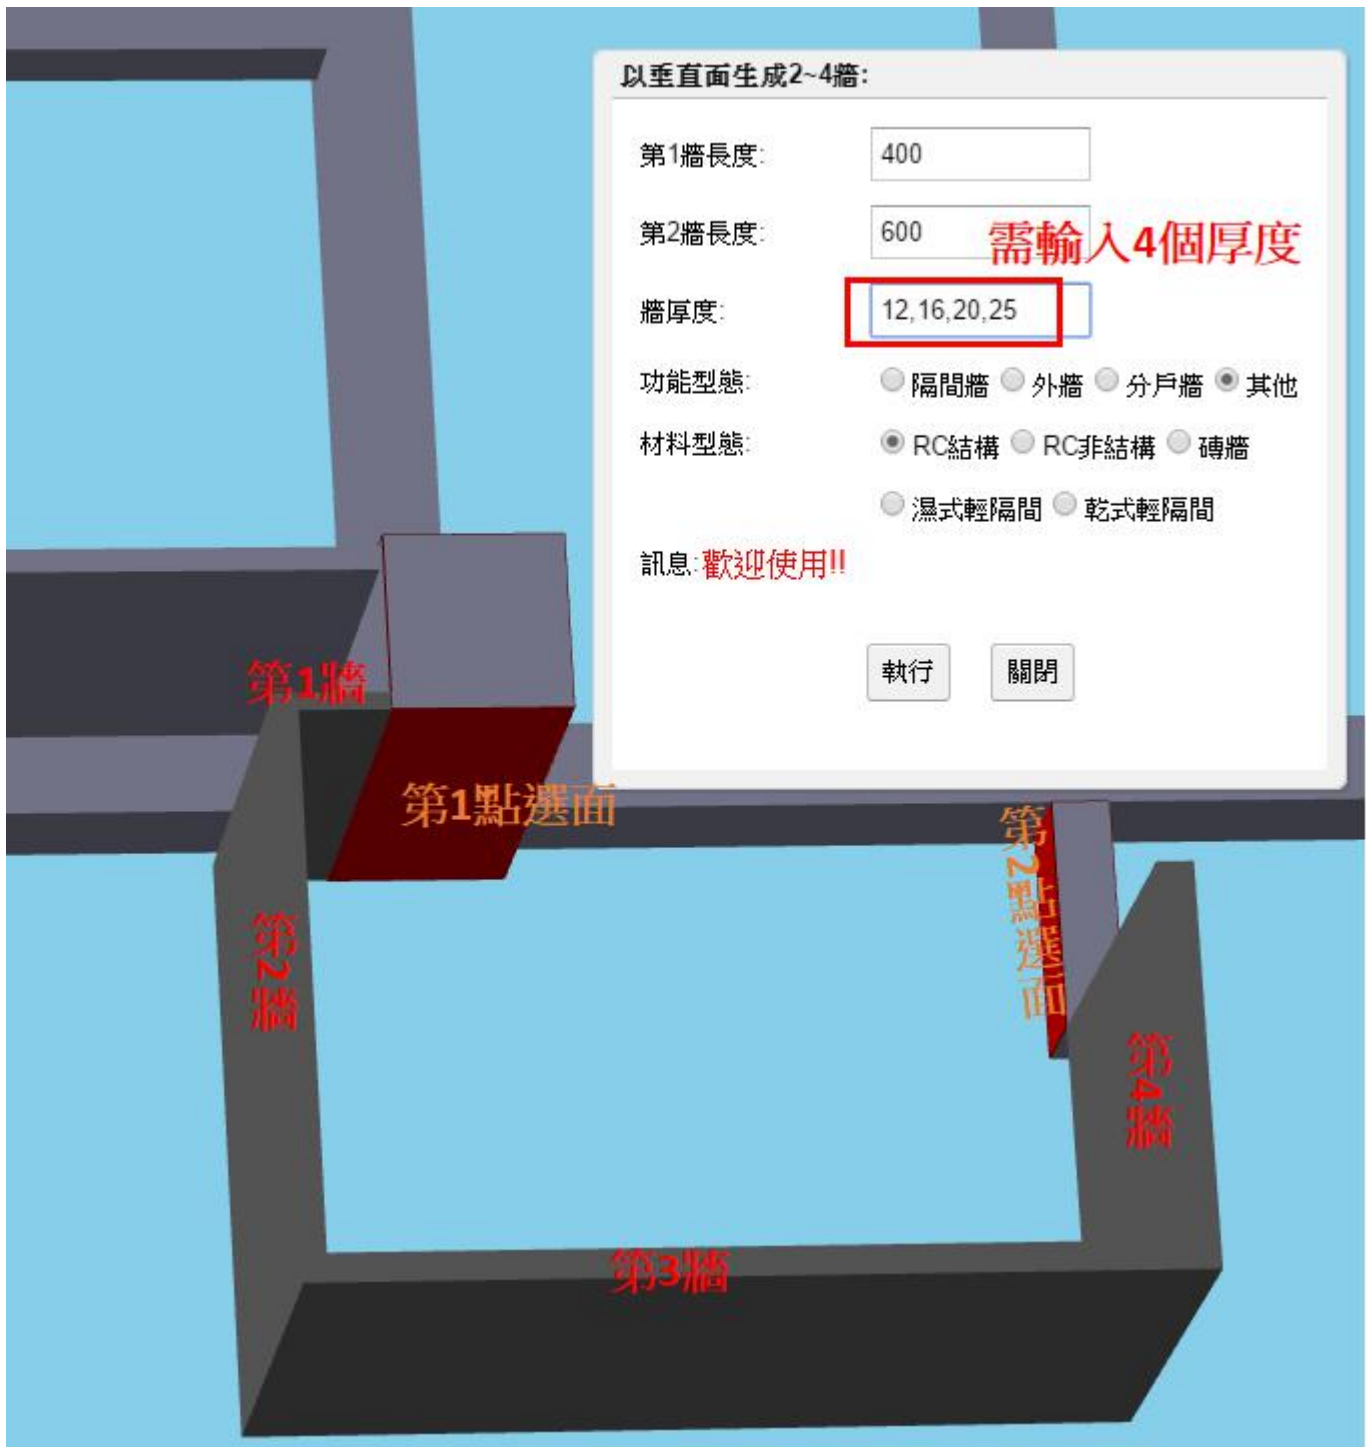 以垂直面生成2~4牆:
第1牆長度:
400
第2牆長度:
600
需輸入4個厚度
牆厚度:
12,16,20,25
功能型態:
隔間牆 外牆 分戶牆 其他
材料型態:
RC結構 RC非結構 磚牆
濕式輕隔間 乾式輕隔間
訊息:歡迎使用!!
執行 關閉
第1牆
第1點選面
第2點選面
第2牆
第4牆
第3牆